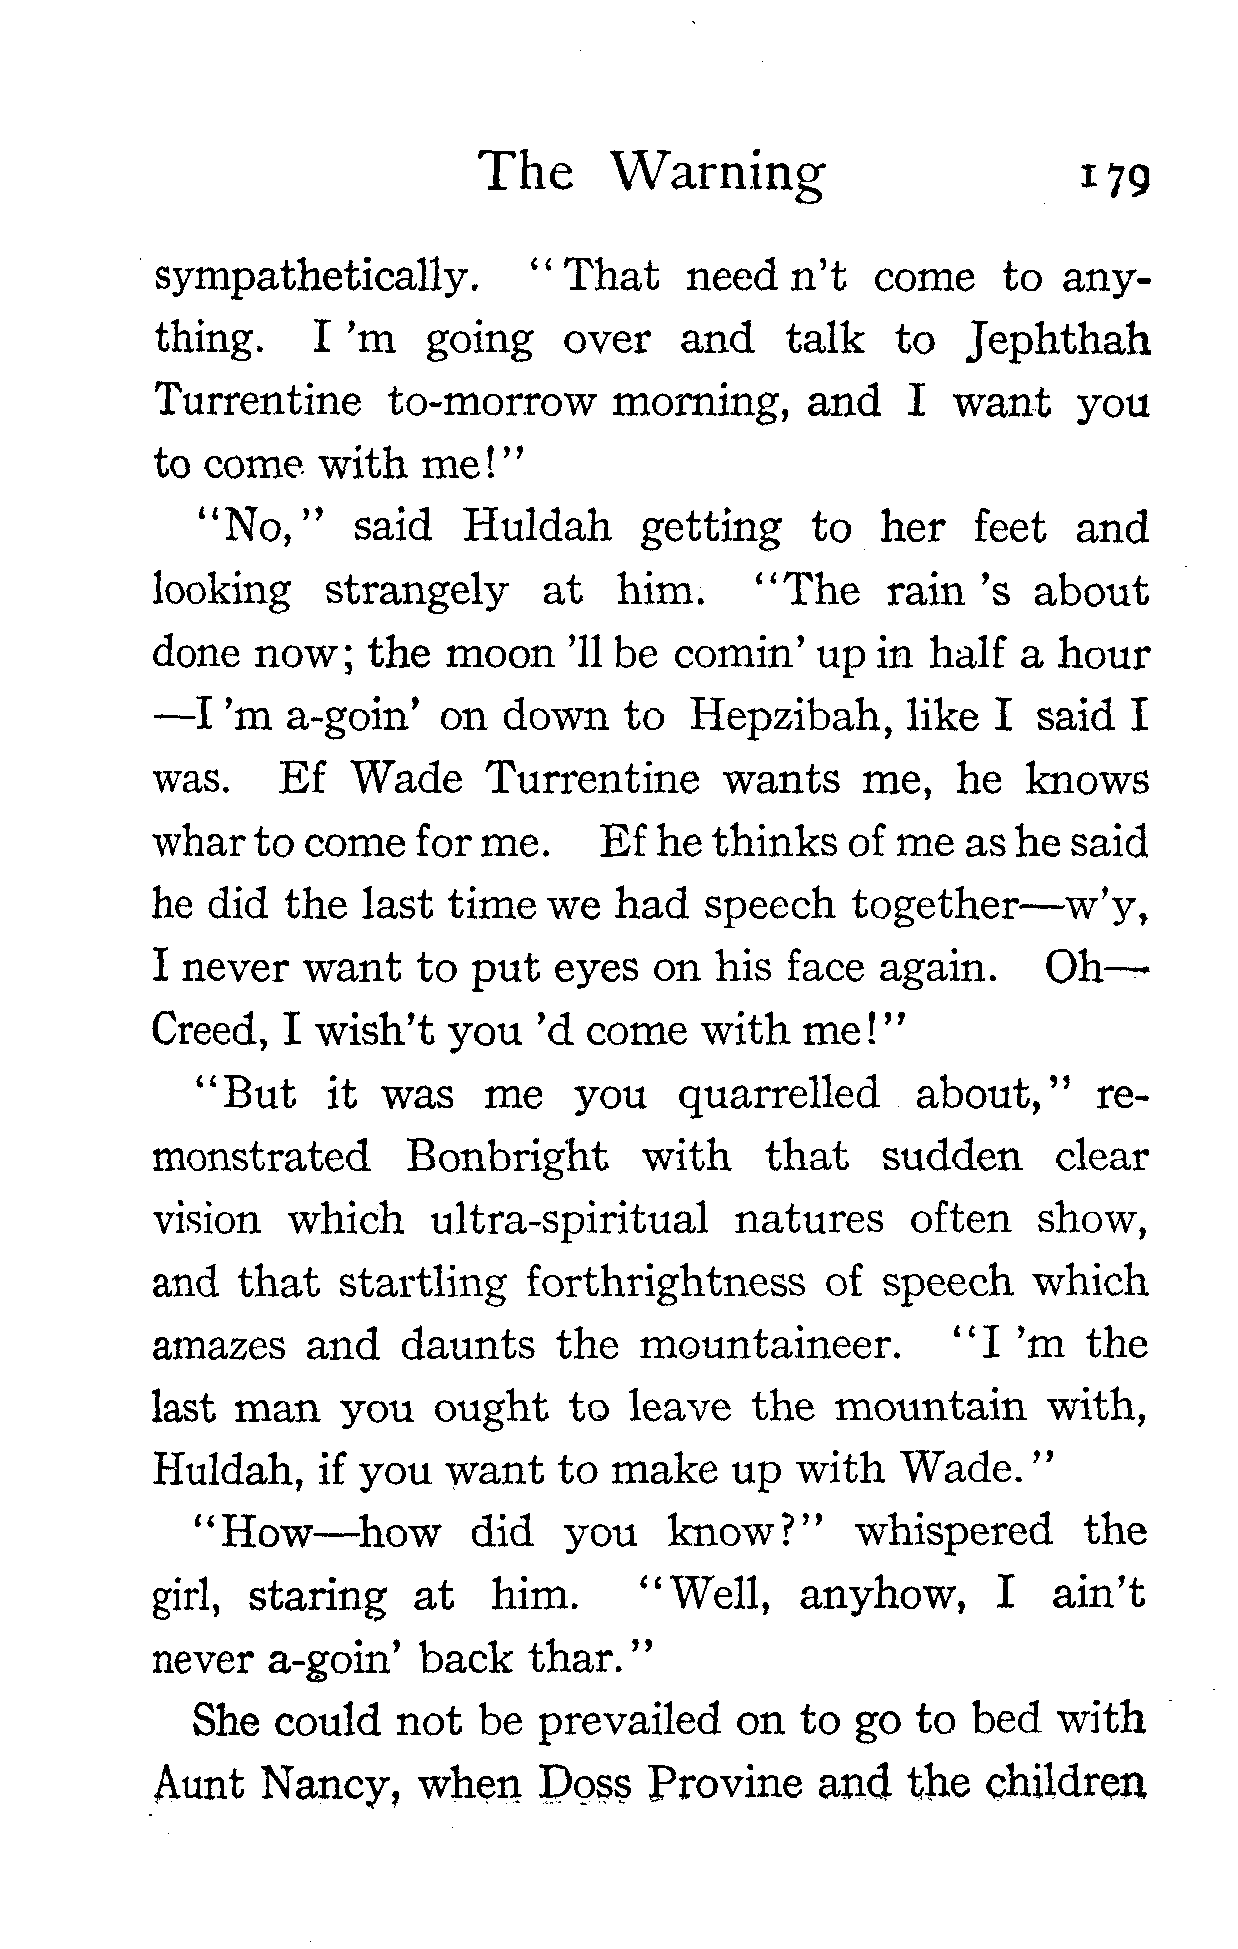 The Warning 179
sympathetically. "That need n't come to any-
thing. I 'm going over and talk to Jephthah
Turrentine to-morrow morning, and I want you
to come with me!"
"No," said Huldah getting to her feet and
looking strangely at him. "The rain 's about
done now; the moon 'll be comin' up in half a hour
—I 'm a-goin' on down to Hepzibah, like I said I
was. Ef Wade Turrentine wants me, he knows
whar to come for me. Ef he thinks of me as he said
he did the last time we had speech together—w'y,
I never want to put eyes on his face again. Oh—
Creed, I wish't you 'd come with me!"
"But it was me you quarrelled about," re-
monstrated Bonbright with that sudden clear
vision which ultra-spiritual natures often show,
and that startling forthrightness of speech which
amazes and daunts the mountaineer. "I 'm the
last man you ought to leave the mountain with,
Huldah, if you want to make up with Wade."
"How—how did you know?" whispered the
girl, staring at him. "Well, anyhow, I ain't
never a-goin' back thar."
She could not be prevailed on to go to bed with
Aunt Nancy, when Doss Provine and the children